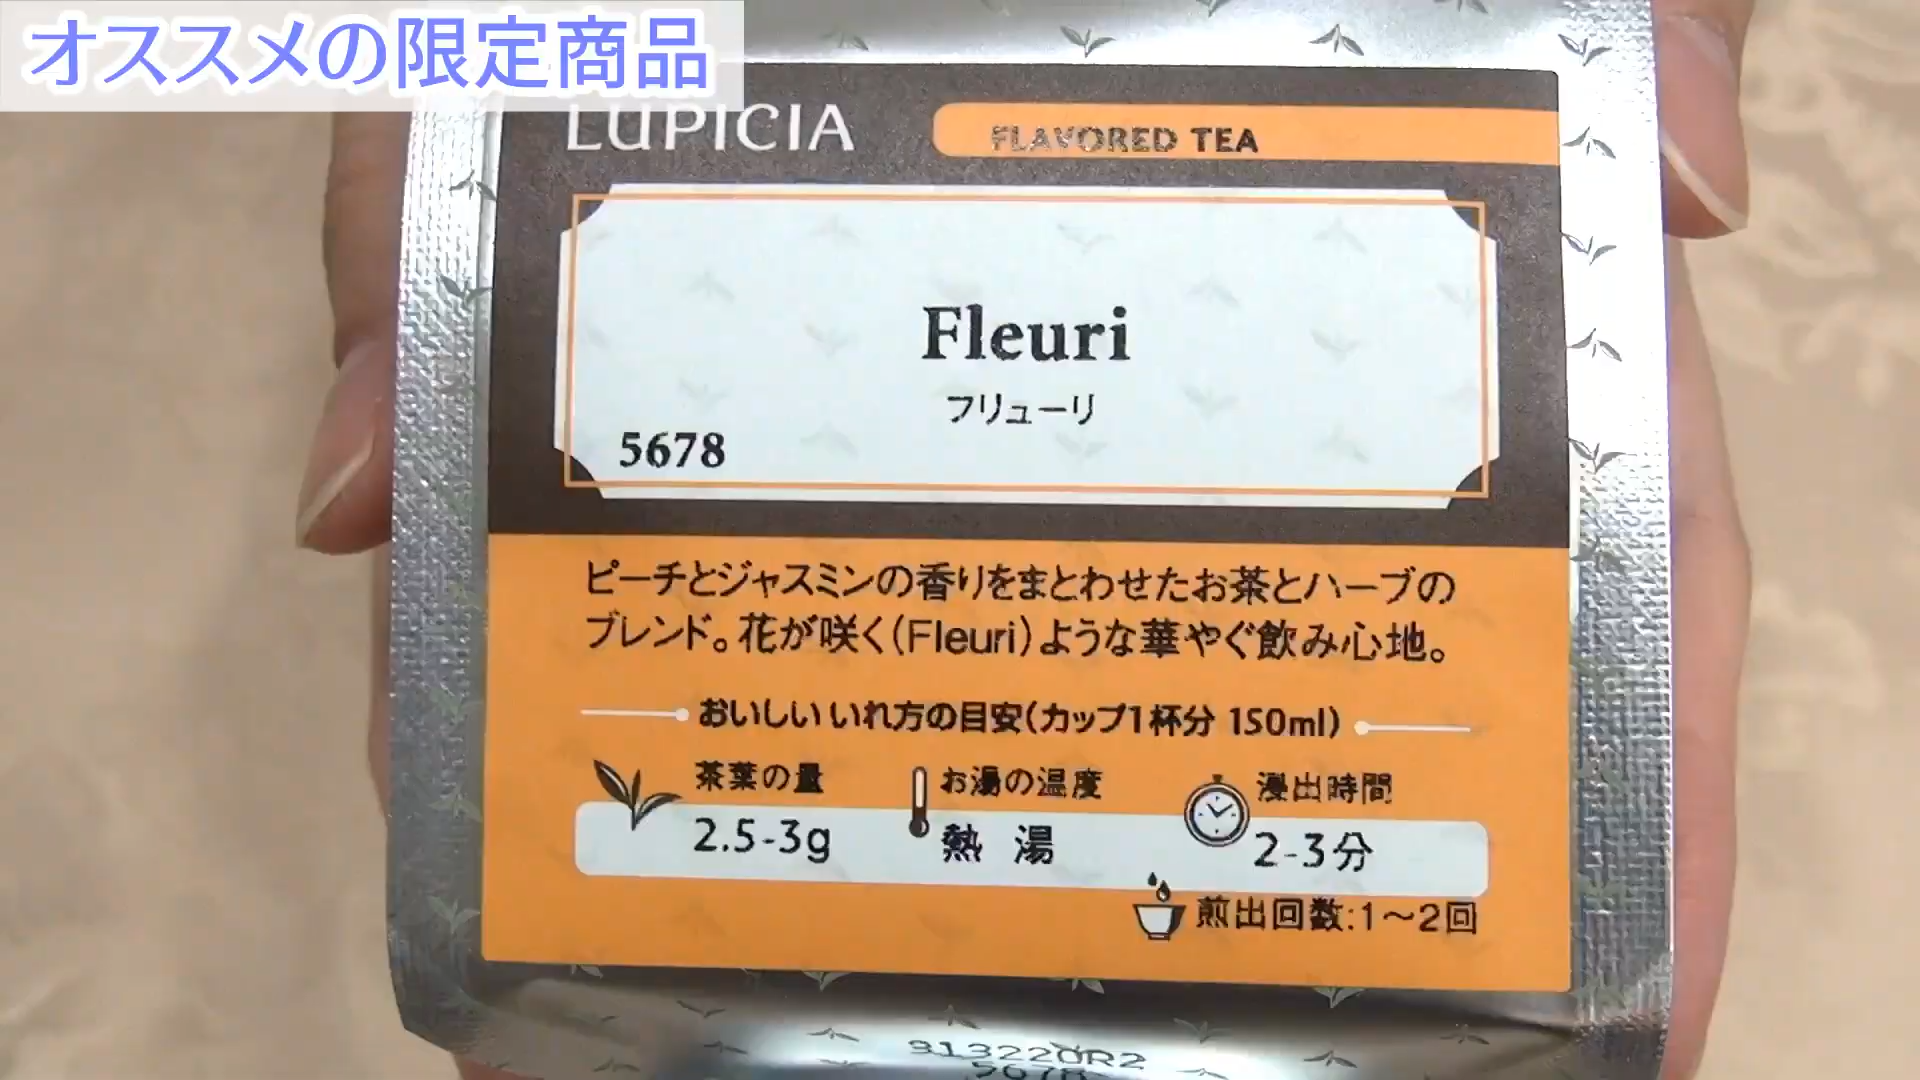 オススメの限定商品
LUPICIA
FLAVORED TEA
Fleuri
フリューリ
5678
ピーチとジャスミンの香りをまとわせたお茶とハーブの
ブレンド。花が咲く(Fleuri)ような華やぐ飲み心地。
おいしいいれ方の目安(カップ1杯分 150ml)
茶葉の量 お湯の温度 浸出時間
2.5-3g 熱 湯 2-3分
煎出回数:1〜2回
5678